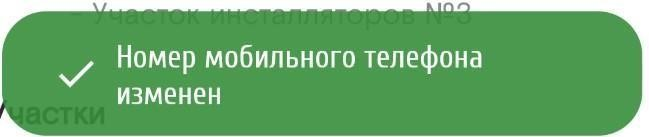 - Участок инсталляторов №3
Номер мобильного телефона
изменен
Участки